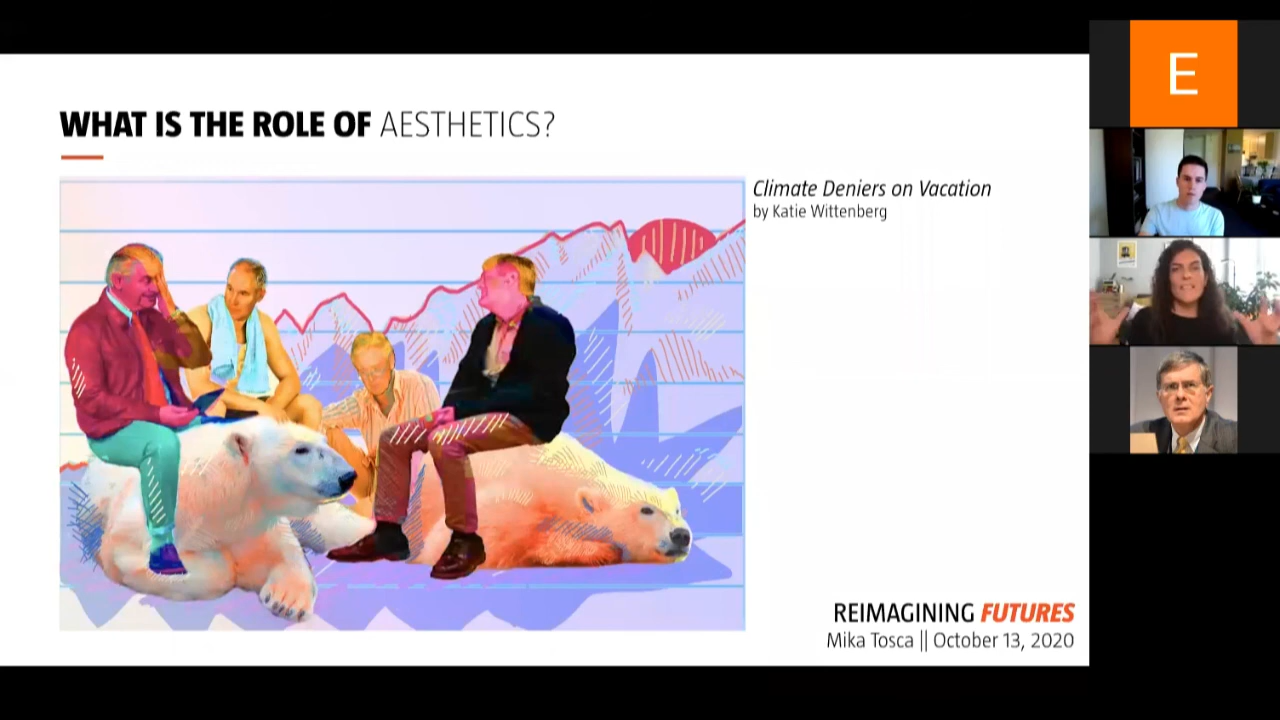 WHAT IS THE ROLE OF AESTHETICS?
Climate Deniers on Vacation
by Katie Wittenberg
REIMAGINING FUTURES
Mika Tosca || October 13, 2020
E